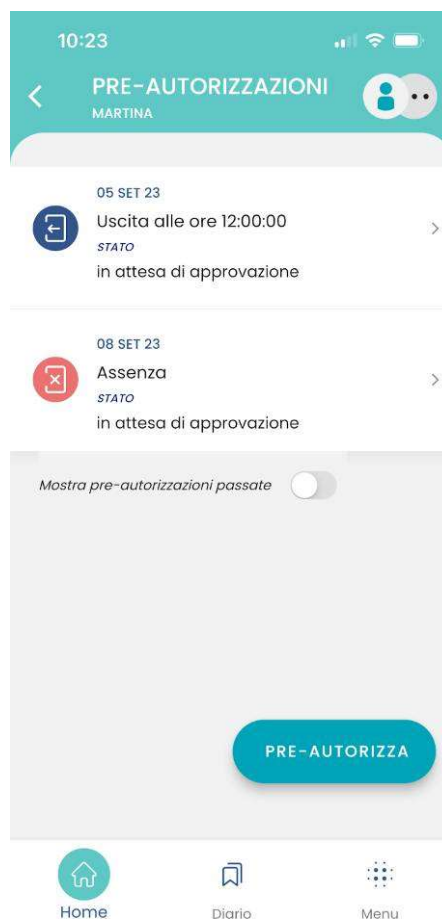 10:23
PRE-AUTORIZZAZIONI
MARTINA
05 SET 23
Uscita alle ore 12:00:00
STATO
in attesa di approvazione
08 SET 23
Assenza
STATO
in attesa di approvazione
Mostra pre-autorizzazioni passate
PRE-AUTORIZZA
Home
Diario
Menu